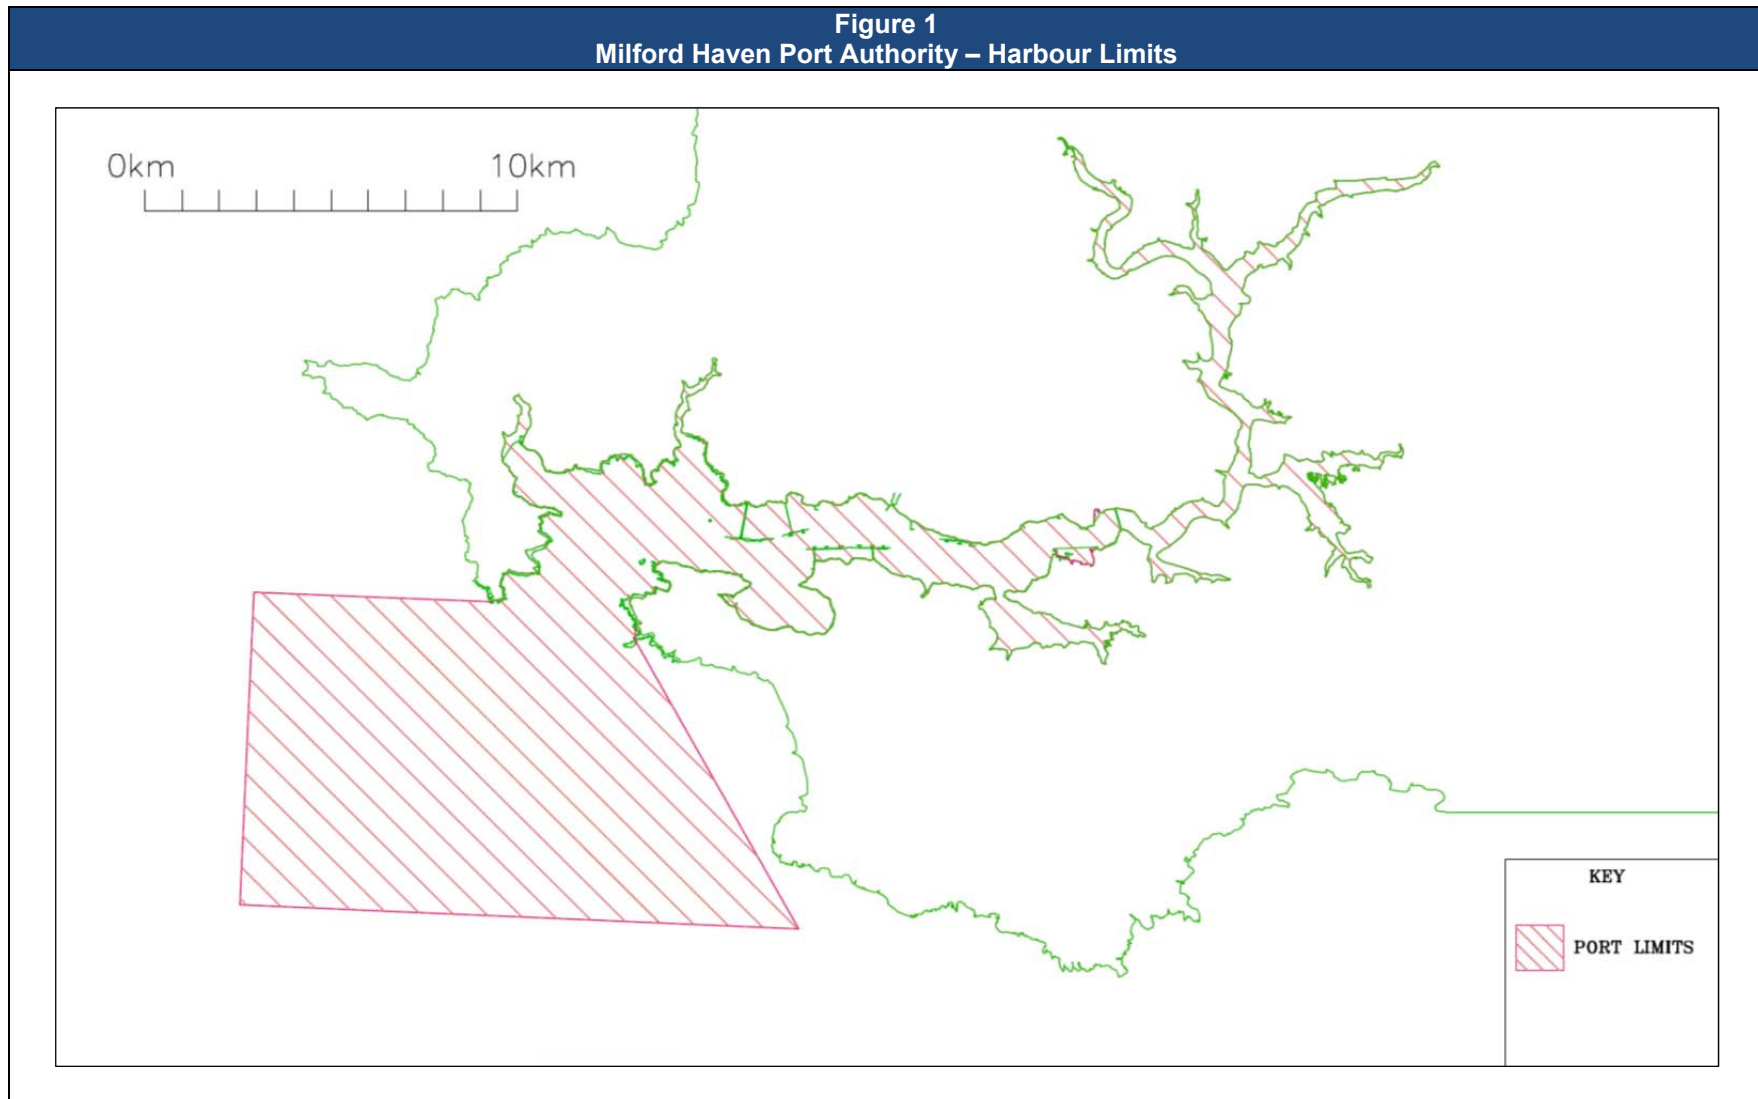 Figure 1
Milford Haven Port Authority – Harbour Limits
0km 10km
KEY
PORT LIMITS